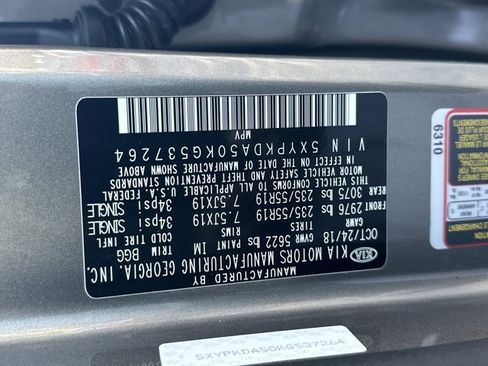 MANUFACTURED BY
KIA KIA MOTORS MANUFACTURING GEORGIA, INC.
OCT/24/18 GVWR 5622 lbs PAINT IN TRIM BGG
GAWR COLD TIRE INFL
FRONT 2976 lbs 235/55R19 7.5JX19 34psi SINGLE
REAR 3075 lbs 235/55R19 7.5JX19 34psi SINGLE
THIS VEHICLE CONFORMS TO ALL APPLICABLE U.S. FEDERAL
MOTOR VEHICLE SAFETY AND THEFT PREVENTION STANDARDS
IN EFFECT ON THE DATE OF MANUFACTURE SHOWN ABOVE.
VIN 5XYPKDA50KG537264
MPV
5XYPKDA50KG537264
6310